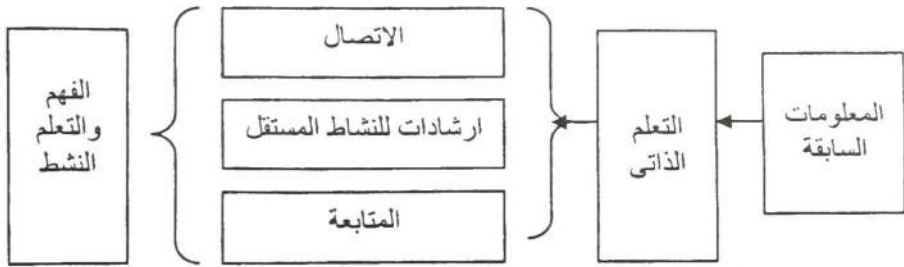 المعلومات
السابقة
التعلم
الذاتى
الاتصال
ارشادات للنشاط المستقل
المتابعة
الفهم
والتعلم
النشط